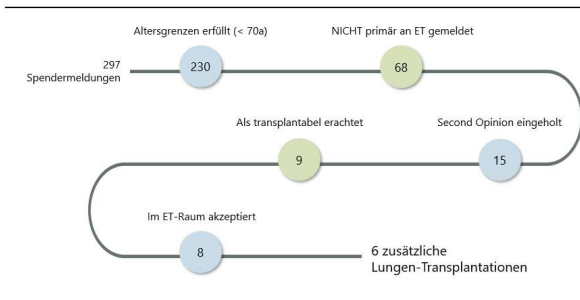 Altersgrenzen erfüllt (< 70a)
NICHT primär an ET gemeldet
297
Spendermeldungen
230
68
Als transplantabel erachtet
Second Opinion eingeholt
9
15
Im ET-Raum akzeptiert
8
6 zusätzliche
Lungen-Transplantationen